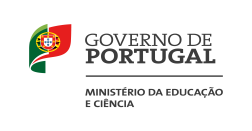 GOVERNO DE
PORTUGAL
MINISTÉRIO DA EDUCAÇÃO
E CIÊNCIA